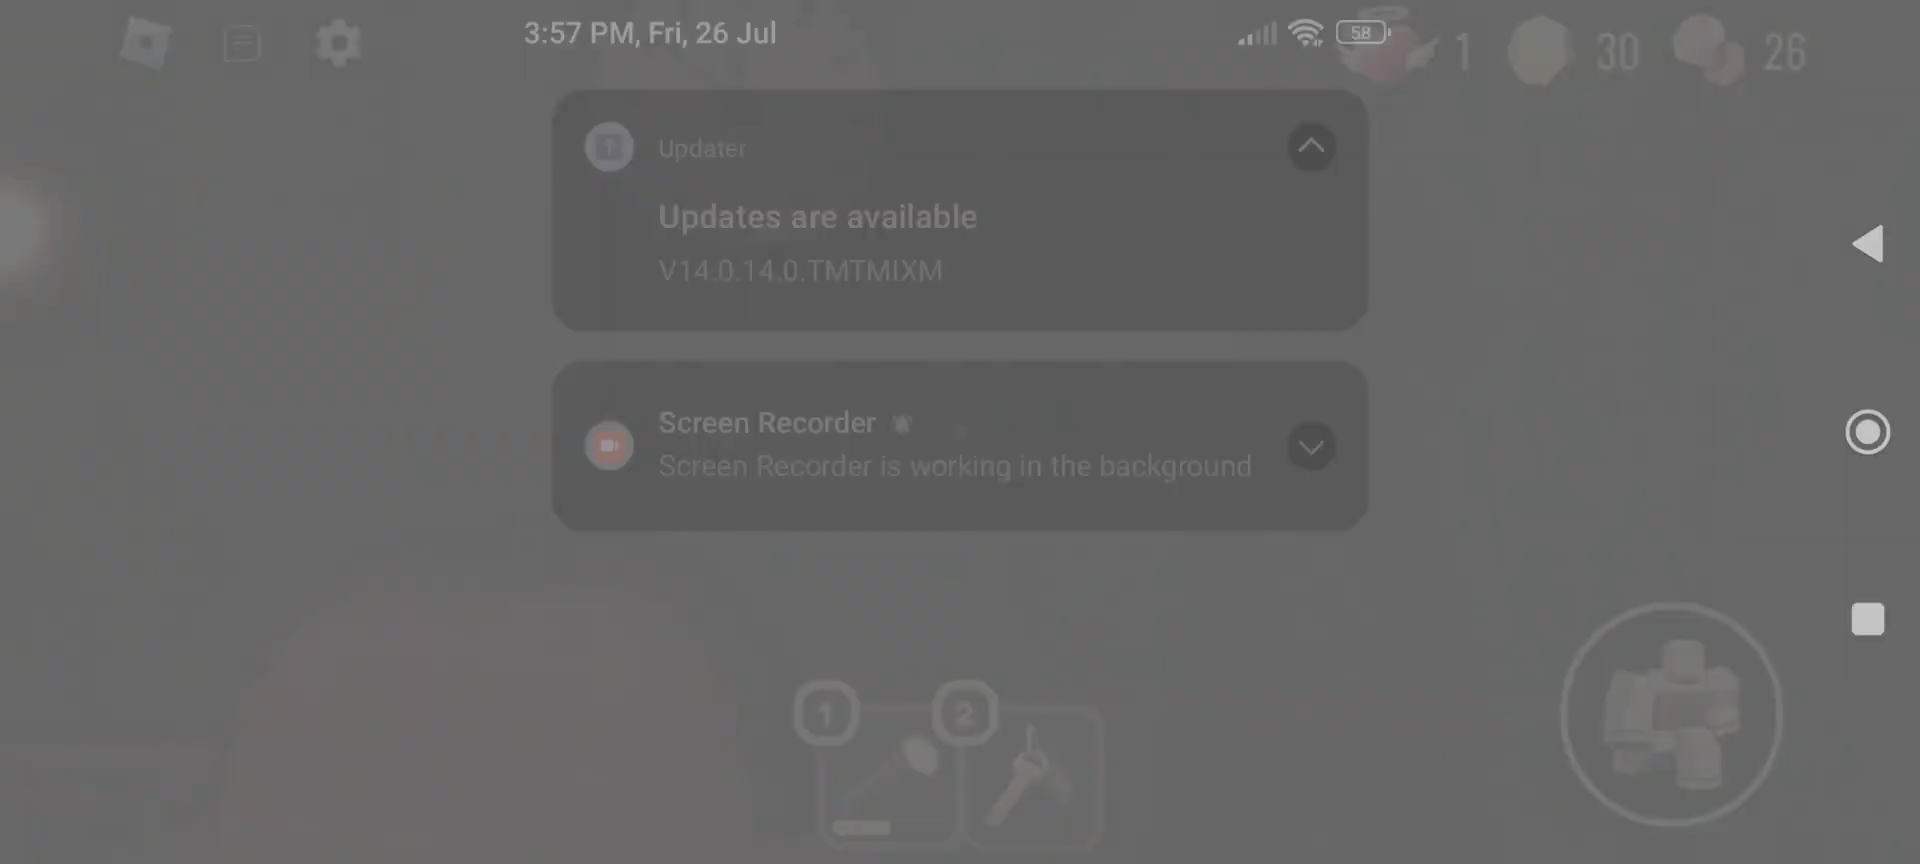 3:57 PM, Fri, 26 Jul
58
1
30
26
Updater
Updates are available
V14.0.14.0.TMTMIXM
Screen Recorder
Screen Recorder is working in the background
1
2